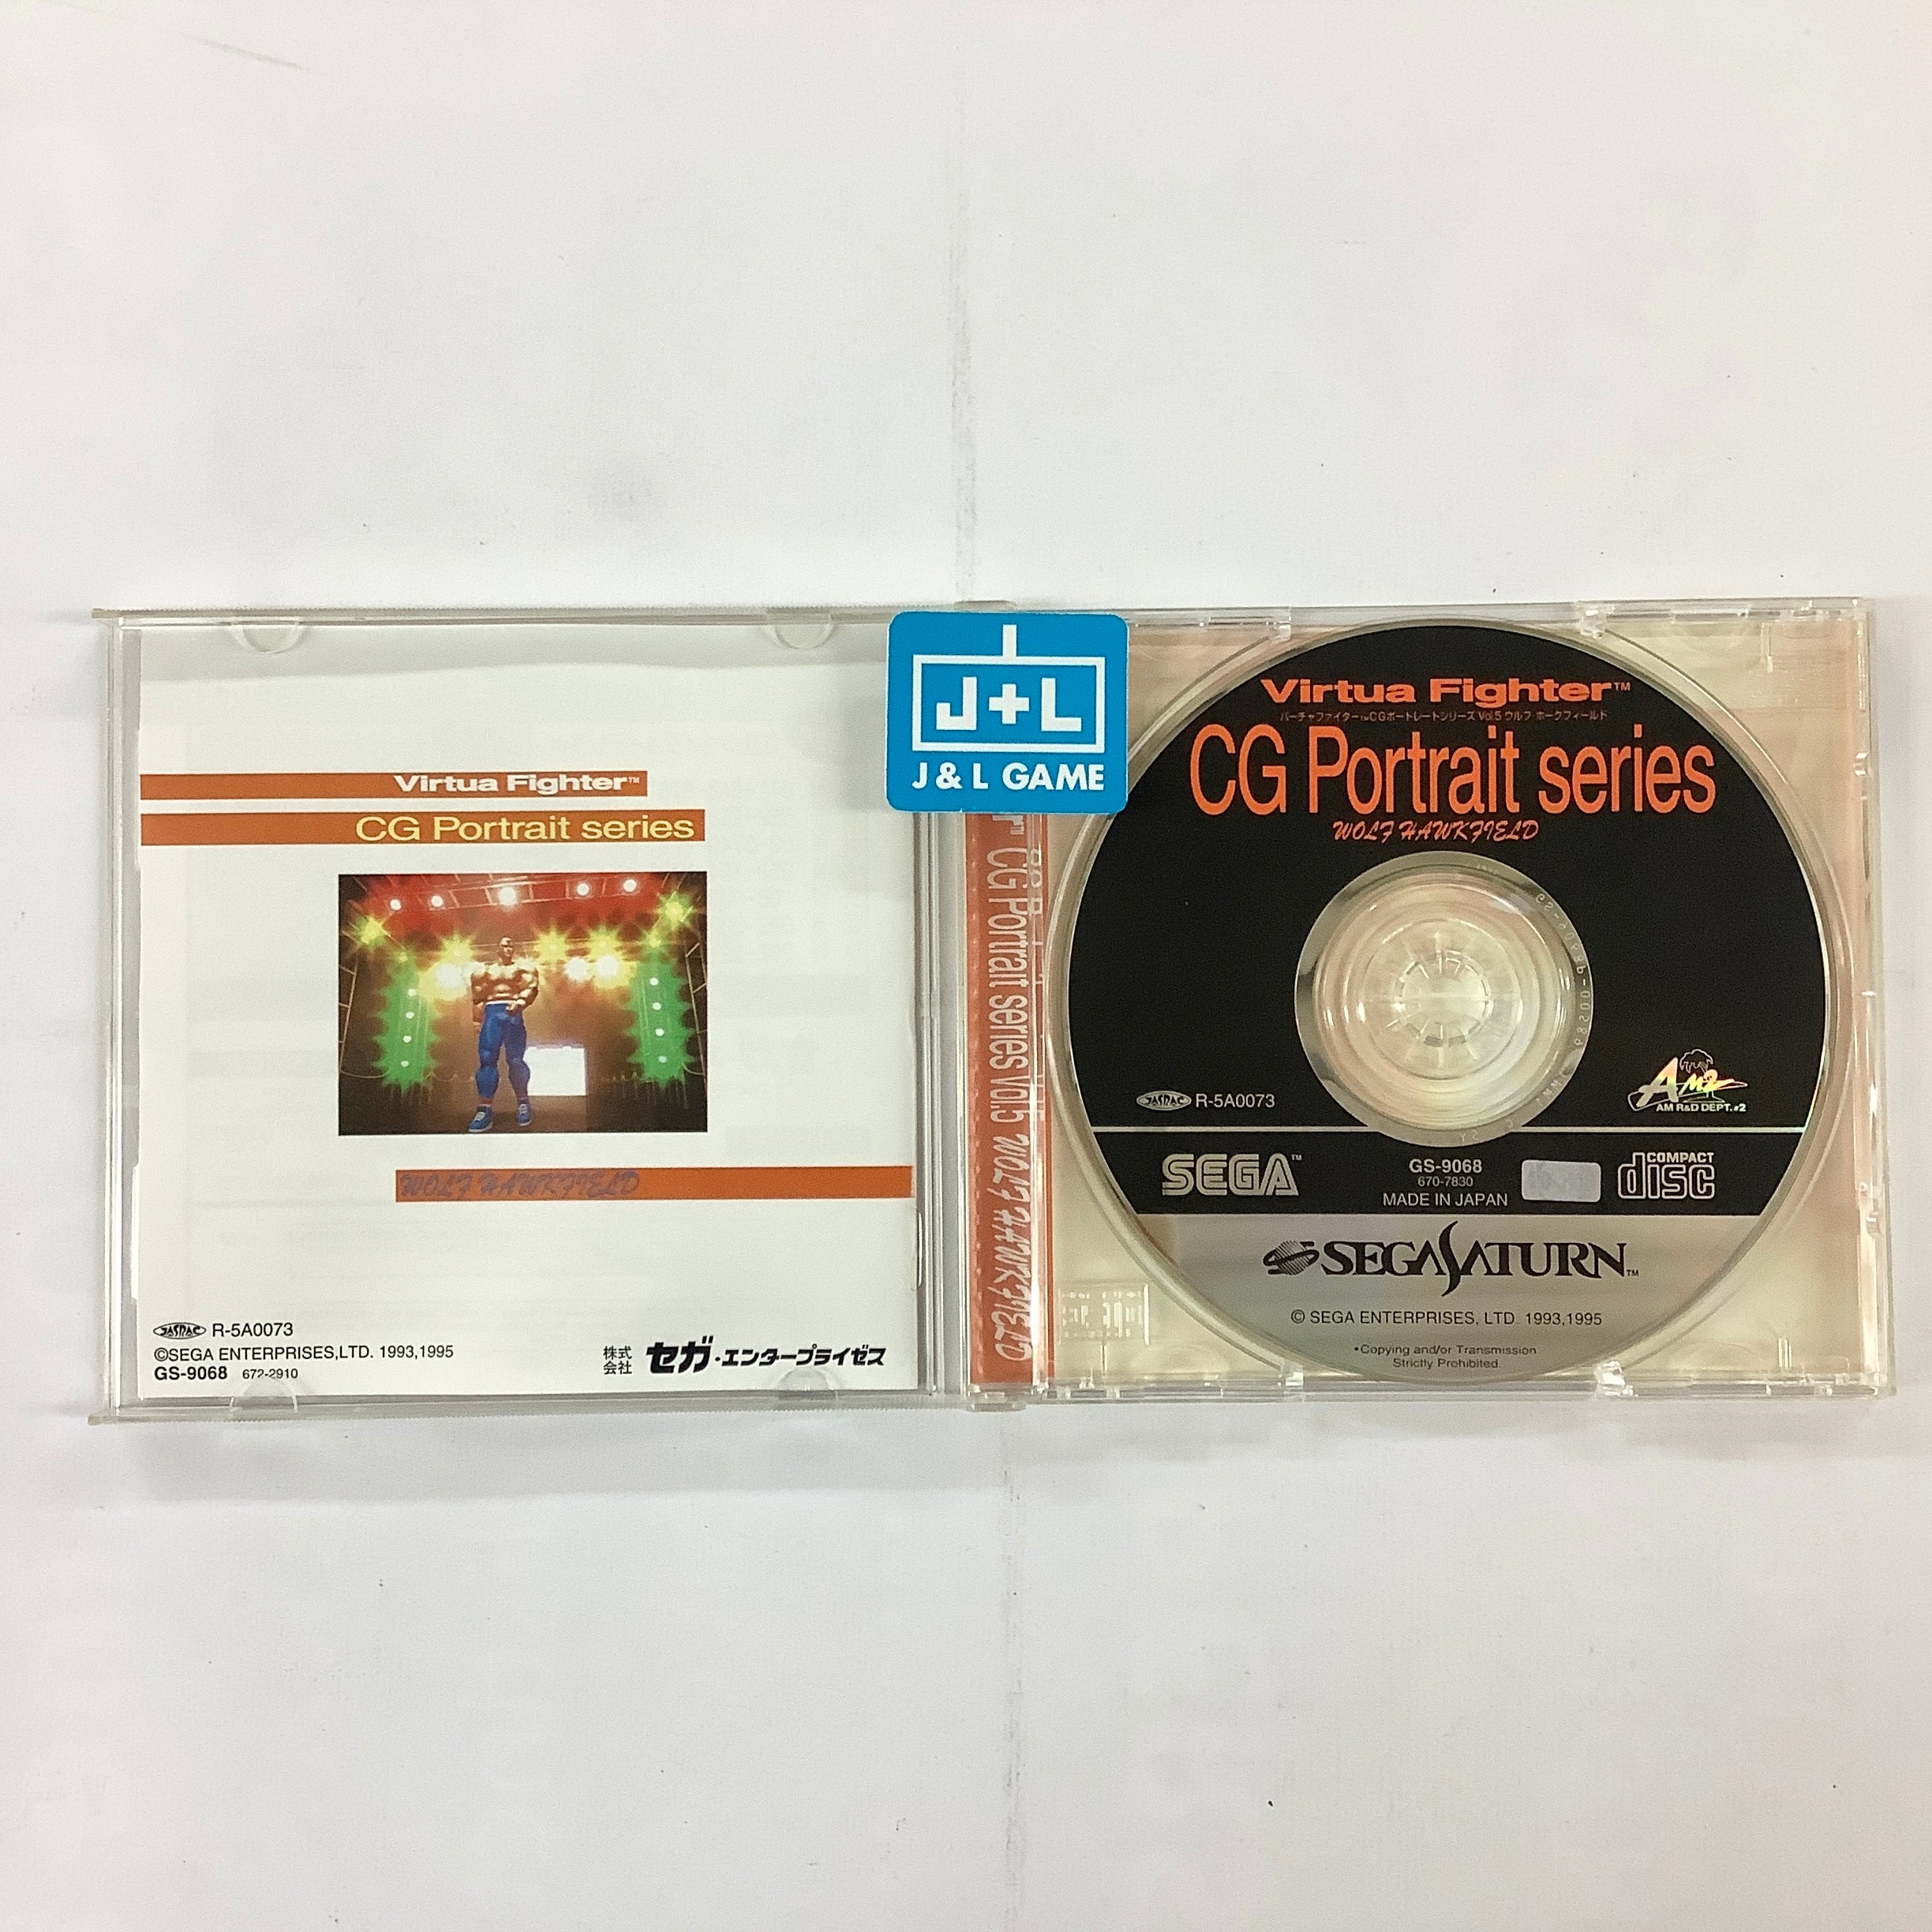 J+L
J & L GAME
Virtua Fighter™
CG Portrait series
WOLF HAWKFIELD
JASRAC R-5A0073
©SEGA ENTERPRISES,LTD. 1993,1995
GS-9068 672-2910
株式会社 セガ・エンタープライゼス
CG Portrait series vol.5 WOLF HAWKFIELD
Virtua Fighter™
バーチャファイター™CGポートレートシリーズ Vol.5 ウルフ・ホークフィールド
CG Portrait series
WOLF HAWKFIELD
JASRAC R-5A0073
AM2
AM R&D DEPT.#2
SEGA™
GS-9068
670-7830
MADE IN JAPAN
COMPACT
disc
SEGA SATURN™
© SEGA ENTERPRISES, LTD. 1993,1995
•Copying and/or Transmission
Strictly Prohibited.